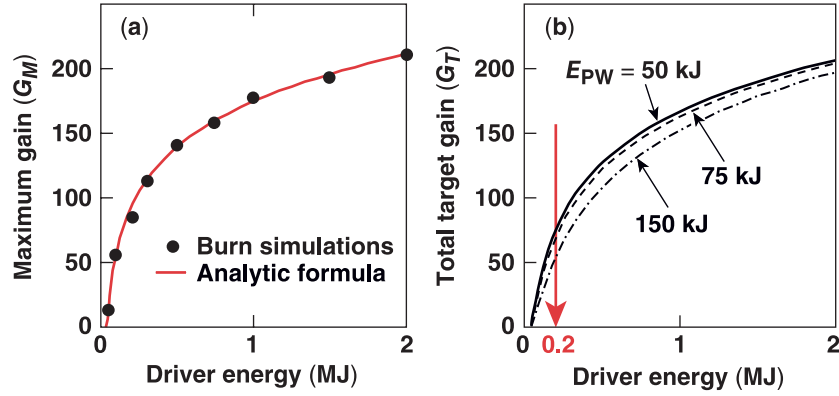 (a)
Maximum gain (G_M)
200
150
100
50
0
Burn simulations
Analytic formula
0
1
2
Driver energy (MJ)
(b)
Total target gain (G_T)
200
150
100
50
0
E_PW = 50 kJ
75 kJ
150 kJ
0
0.2
1
2
Driver energy (MJ)